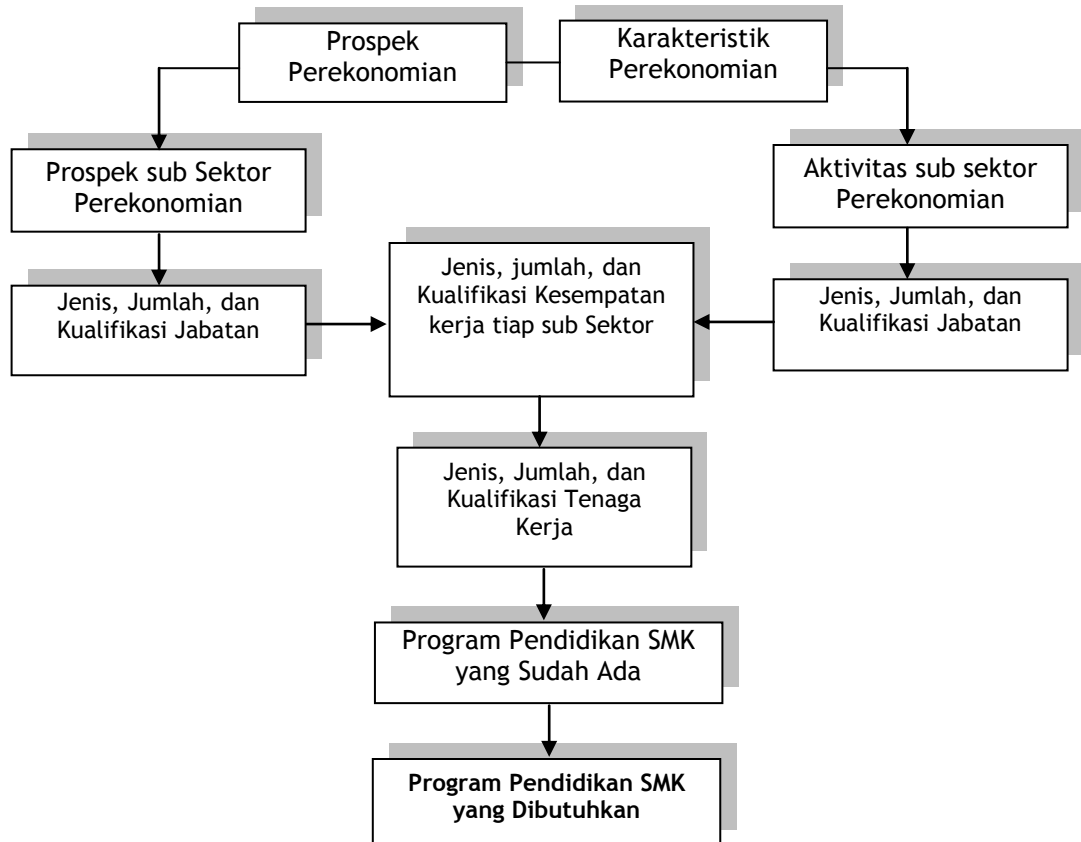 Prospek
Perekonomian
Karakteristik
Perekonomian
Prospek sub Sektor
Perekonomian
Aktivitas sub sektor
Perekonomian
Jenis, Jumlah, dan
Kualifikasi Jabatan
Jenis, jumlah, dan
Kualifikasi Kesempatan
kerja tiap sub Sektor
Jenis, Jumlah, dan
Kualifikasi Jabatan
Jenis, Jumlah, dan
Kualifikasi Tenaga
Kerja
Program Pendidikan SMK
yang Sudah Ada
Program Pendidikan SMK
yang Dibutuhkan